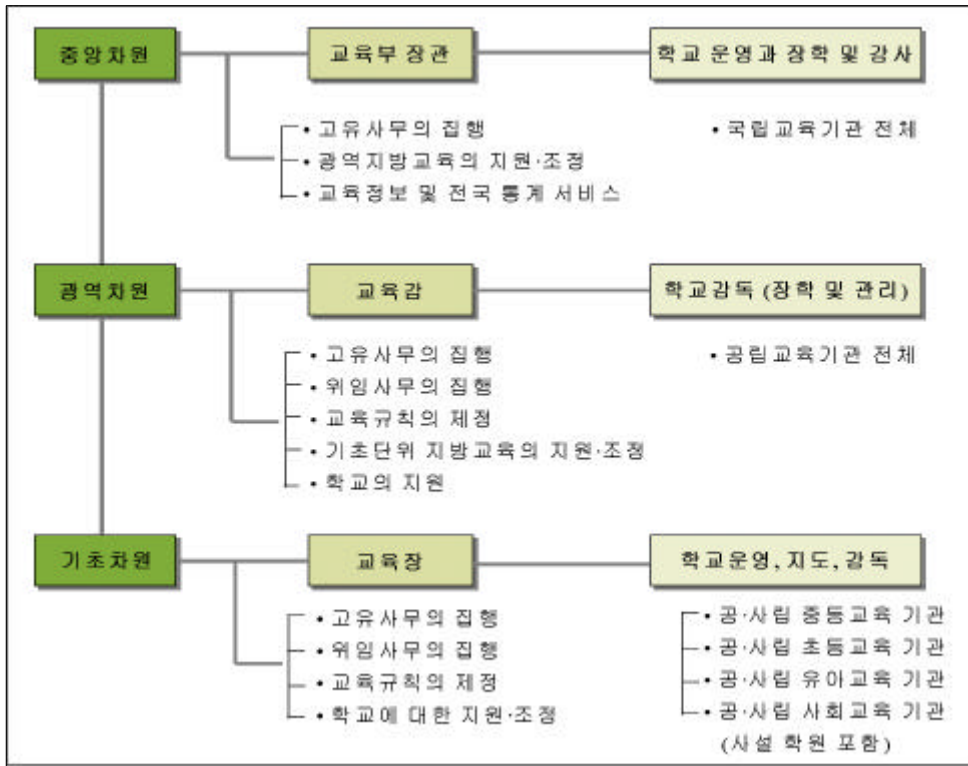 중앙차원
교육부 장관
학교 운영과 장학 및 감사
• 고유사무의 집행
• 광역지방교육의 지원·조정
• 교육정보 및 전국 통계 서비스
• 국립교육기관 전체
광역차원
교육감
학교감독 (장학 및 관리)
• 고유사무의 집행
• 위임사무의 집행
• 교육규칙의 제정
• 기초단위 지방교육의 지원·조정
• 학교의 지원
• 공립교육기관 전체
기초차원
교육장
학교운영, 지도, 감독
• 고유사무의 집행
• 위임사무의 집행
• 교육규칙의 제정
• 학교에 대한 지원·조정
• 공·사립 중등교육 기관
• 공·사립 초등교육 기관
• 공·사립 유아교육 기관
• 공·사립 사회교육 기관
(사설 학원 포함)